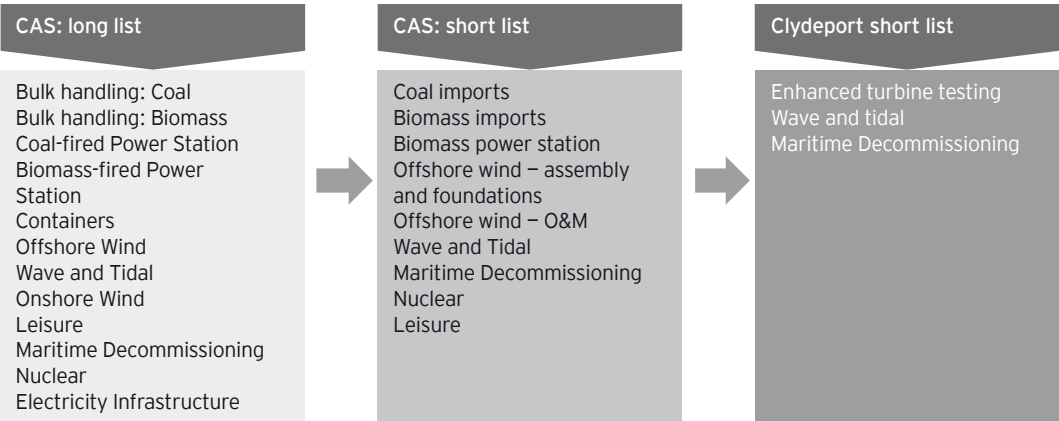 CAS: long list
Bulk handling: Coal
Bulk handling: Biomass
Coal-fired Power Station
Biomass-fired Power
Station
Containers
Offshore Wind
Wave and Tidal
Onshore Wind
Leisure
Maritime Decommissioning
Nuclear
Electricity Infrastructure
CAS: short list
Coal imports
Biomass imports
Biomass power station
Offshore wind – assembly
and foundations
Offshore wind – O&M
Wave and Tidal
Maritime Decommissioning
Nuclear
Leisure
Clydeport short list
Enhanced turbine testing
Wave and tidal
Maritime Decommissioning